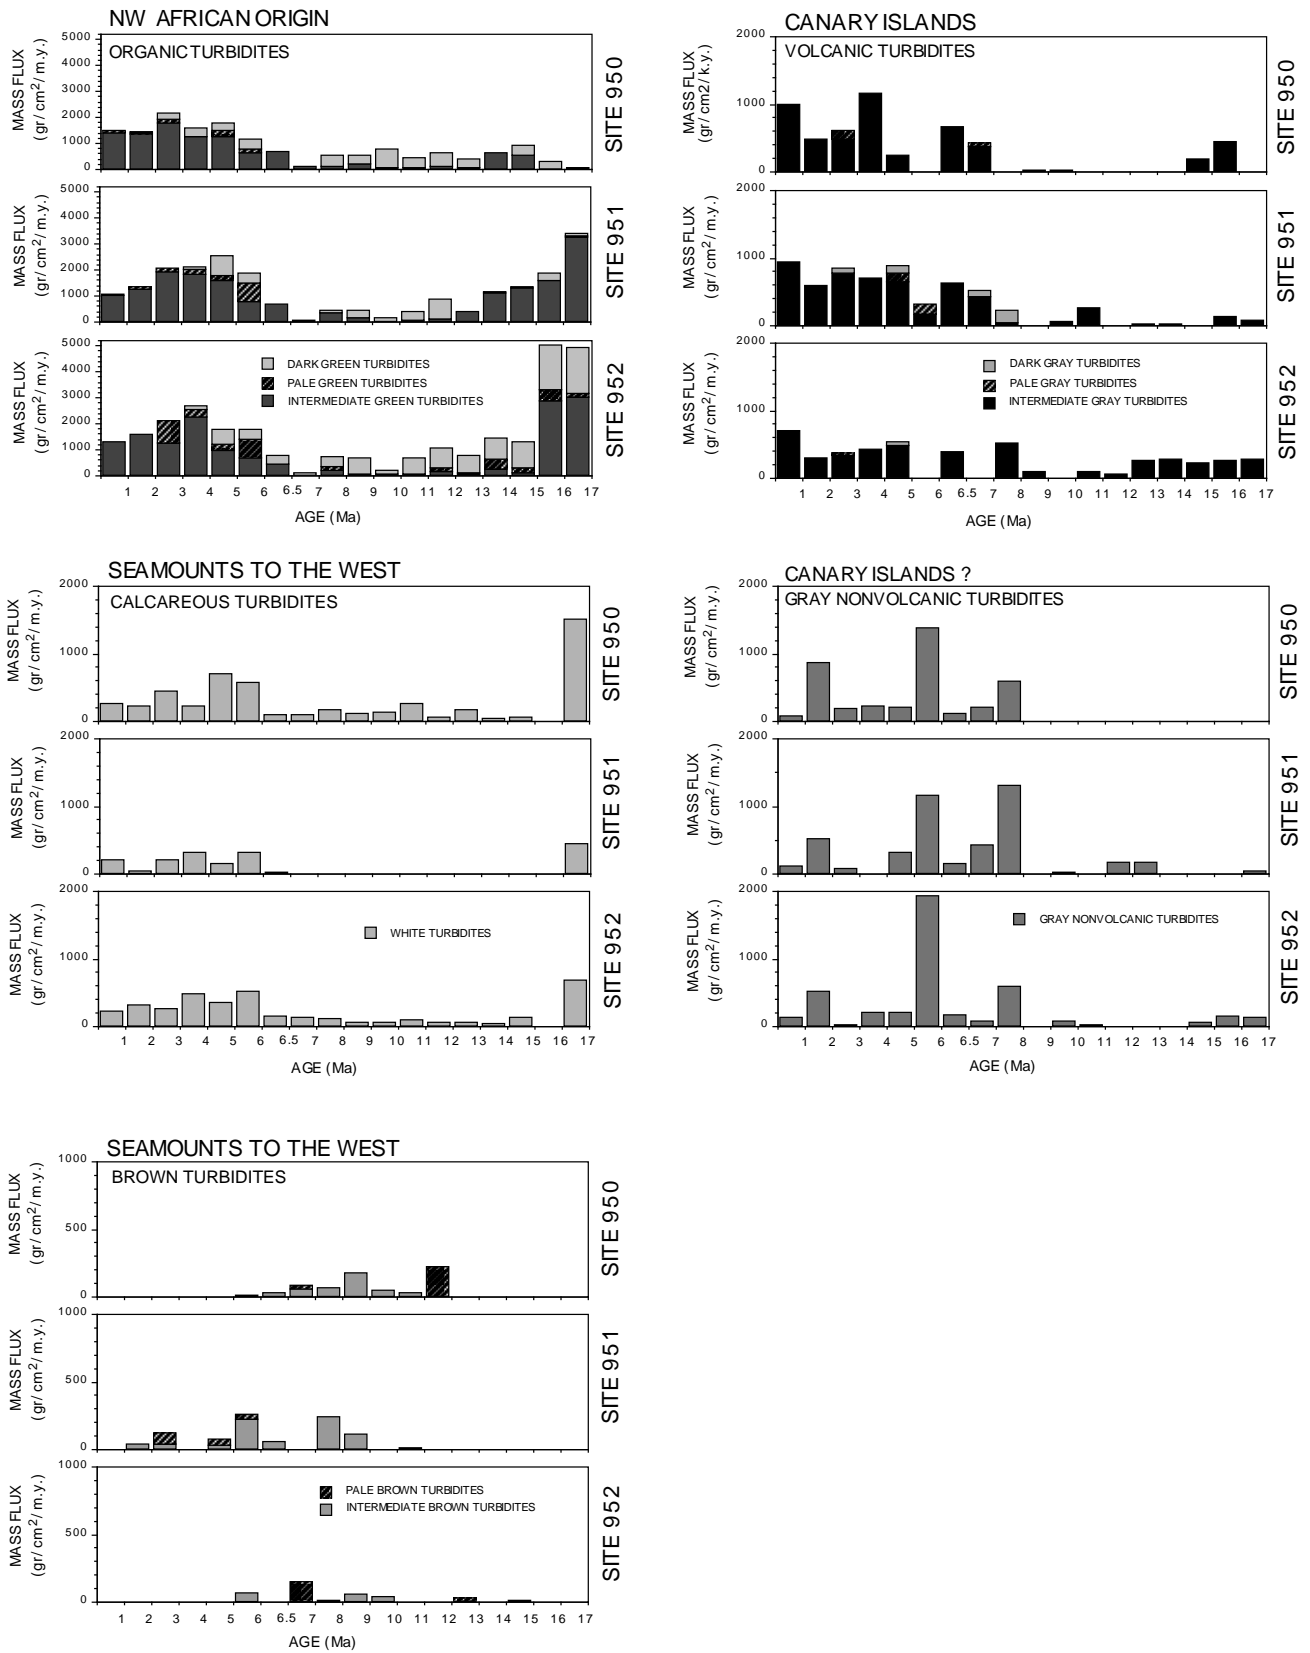 NW AFRICAN ORIGIN
ORGANIC TURBIDITES
MASS FLUX
(gr/cm2/m.y.)
5000
4000
3000
2000
1000
0
SITE 950
MASS FLUX
(gr/cm2/m.y.)
5000
4000
3000
2000
1000
0
SITE 951
MASS FLUX
(gr/cm2/m.y.)
5000
4000
3000
2000
1000
0
DARK GREEN TURBIDITES
PALE GREEN TURBIDITES
INTERMEDIATE GREEN TURBIDITES
SITE 952
1 2 3 4 5 6 6.5 7 8 9 10 11 12 13 14 15 16 17
AGE (Ma)
CANARY ISLANDS
VOLCANIC TURBIDITES
MASS FLUX
(gr/cm2/k.y.)
2000
1000
0
SITE 950
MASS FLUX
(gr/cm2/m.y.)
2000
1000
0
SITE 951
MASS FLUX
(gr/cm2/m.y.)
2000
1000
0
DARK GRAY TURBIDITES
PALE GRAY TURBIDITES
INTERMEDIATE GRAY TURBIDITES
SITE 952
1 2 3 4 5 6 6.5 7 8 9 10 11 12 13 14 15 16 17
AGE (Ma)
SEAMOUNTS TO THE WEST
CALCAREOUS TURBIDITES
MASS FLUX
(gr/cm2/m.y.)
2000
1000
0
SITE 950
MASS FLUX
(gr/cm2/m.y.)
2000
1000
0
SITE 951
MASS FLUX
(gr/cm2/m.y.)
2000
1000
0
WHITE TURBIDITES
SITE 952
1 2 3 4 5 6 6.5 7 8 9 10 11 12 13 14 15 16 17
AGE (Ma)
CANARY ISLANDS ?
GRAY NONVOLCANIC TURBIDITES
MASS FLUX
(gr/cm2/m.y.)
2000
1000
0
SITE 950
MASS FLUX
(gr/cm2/m.y.)
2000
1000
0
SITE 951
MASS FLUX
(gr/cm2/m.y.)
2000
1000
0
GRAY NONVOLCANIC TURBIDITES
SITE 952
1 2 3 4 5 6 6.5 7 8 9 10 11 12 13 14 15 16 17
AGE (Ma)
SEAMOUNTS TO THE WEST
BROWN TURBIDITES
MASS FLUX
(gr/cm2/m.y.)
1000
500
0
SITE 950
MASS FLUX
(gr/cm2/m.y.)
1000
500
0
SITE 951
MASS FLUX
(gr/cm2/m.y.)
1000
500
0
PALE BROWN TURBIDITES
INTERMEDIATE BROWN TURBIDITES
SITE 952
1 2 3 4 5 6 6.5 7 8 9 10 11 12 13 14 15 16 17
AGE (Ma)